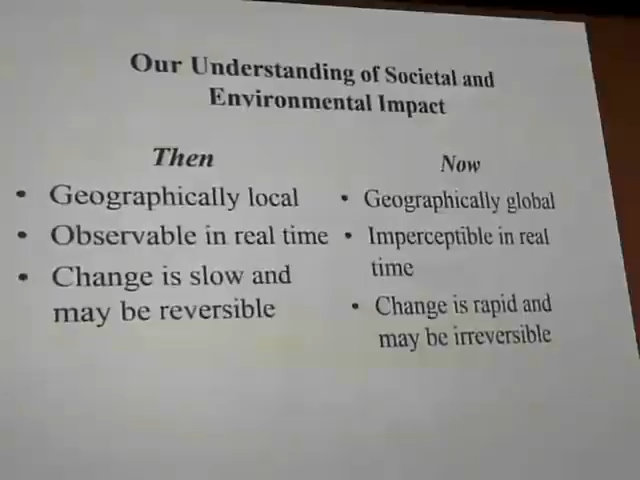 Our Understanding of Societal and
Environmental Impact
Then
• Geographically local
• Observable in real time
• Change is slow and
may be reversible
Now
• Geographically global
• Imperceptible in real
time
• Change is rapid and
may be irreversible